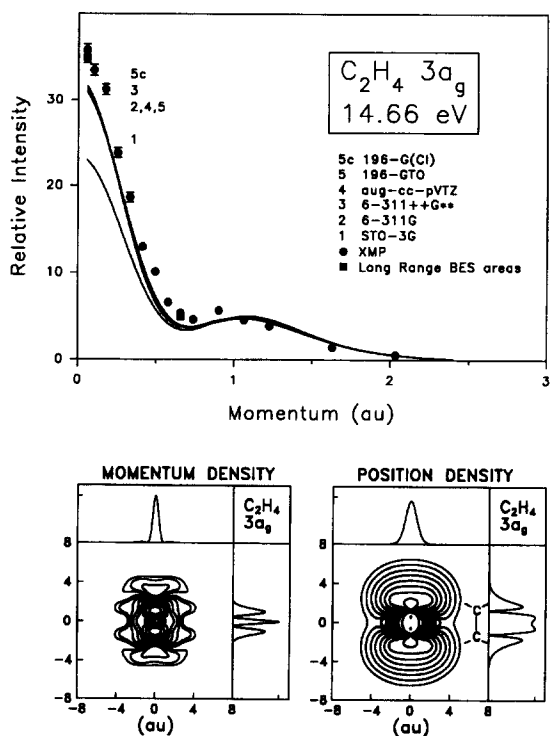 C2H4 3ag
14.66 eV
5c
3
2,4,5
1
5c 196-G(CI)
5 196-GTO
4 aug-cc-pVTZ
3 6-311++G**
2 6-311G
1 STO-3G
XMP
Long Range BES areas
30
20
10
0
Relative Intensity
0 1 2 3
Momentum (au)
MOMENTUM DENSITY
C2H4
3ag
8
4
0
-4
-8
-8 -4 0 4 8
(au)
POSITION DENSITY
C2H4
3ag
8
4
0
-4
-8
C
C
-8 -4 0 4 8
(au)